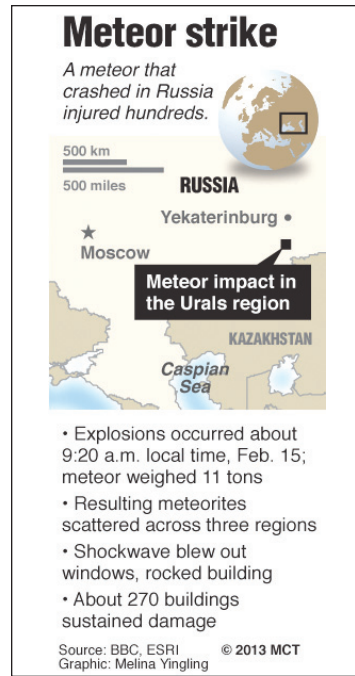 Meteor strike
A meteor that
crashed in Russia
injured hundreds.
500 km
500 miles
RUSSIA
Yekaterinburg
Moscow
Meteor impact in
the Urals region
KAZAKHSTAN
Caspian
Sea
• Explosions occurred about
9:20 a.m. local time, Feb. 15;
meteor weighed 11 tons
• Resulting meteorites
scattered across three regions
• Shockwave blew out
windows, rocked building
• About 270 buildings
sustained damage
Source: BBC, ESRI © 2013 MCT
Graphic: Melina Yingling